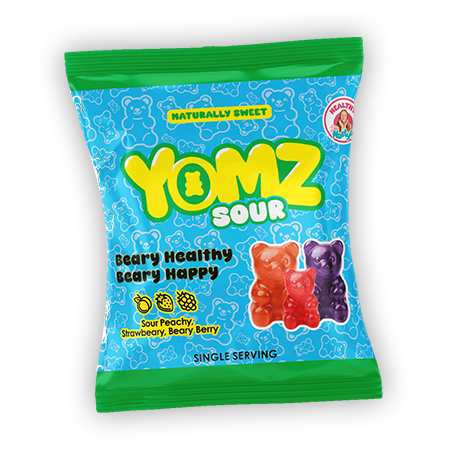 NATURALLY SWEET
HEALTHY
YOMZ
SOUR
Beary Healthy
Beary Happy
Sour Peachy,
Strawbeary, Beary Berry
SINGLE SERVING